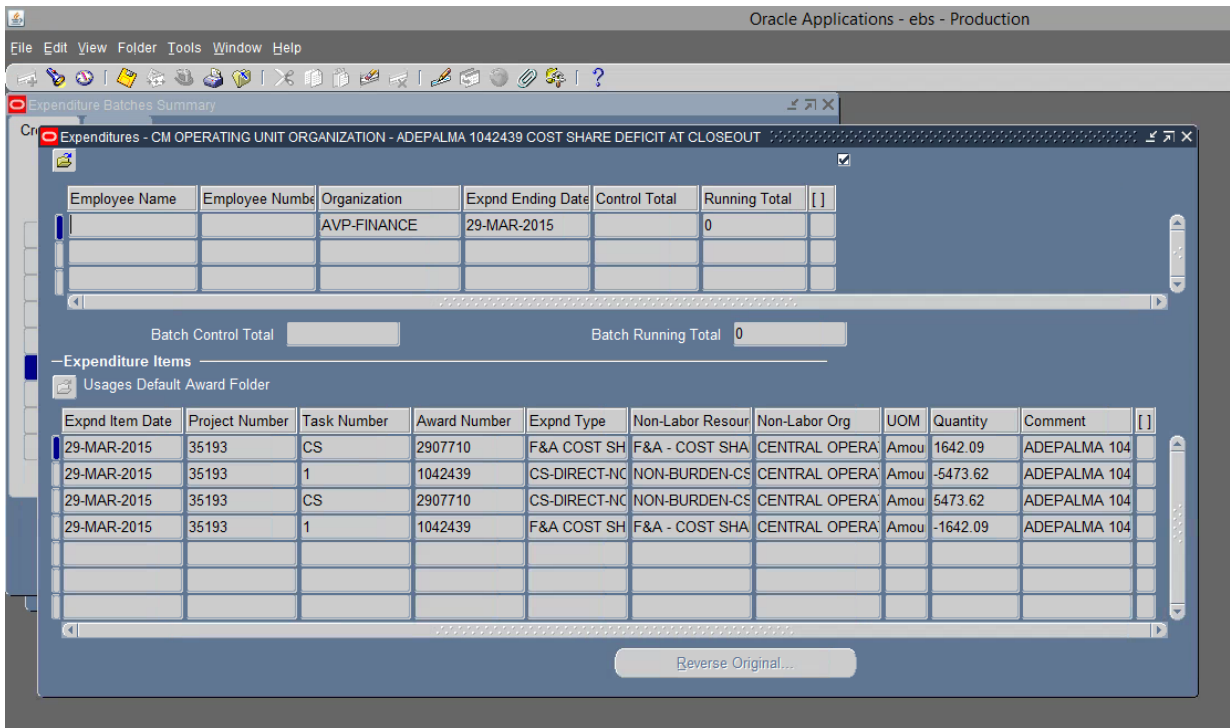 Oracle Applications - ebs - Production
File Edit View Folder Tools Window Help
Expenditure Batches Summary
Expenditures - CM OPERATING UNIT ORGANIZATION - ADEPALMA 1042439 COST SHARE DEFICIT AT CLOSEOUT
Employee Name Employee Numbe Organization Expnd Ending Date Control Total Running Total [ ]
AVP-FINANCE 29-MAR-2015 0
Batch Control Total Batch Running Total 0
Expenditure Items
Usages Default Award Folder
Expnd Item Date Project Number Task Number Award Number Expnd Type Non-Labor Resour Non-Labor Org UOM Quantity Comment [ ]
29-MAR-2015 35193 CS 2907710 F&A COST SH F&A - COST SHA CENTRAL OPERA Amou 1642.09 ADEPALMA 104
29-MAR-2015 35193 1 1042439 CS-DIRECT-NO NON-BURDEN-CS CENTRAL OPERA Amou -5473.62 ADEPALMA 104
29-MAR-2015 35193 CS 2907710 CS-DIRECT-NO NON-BURDEN-CS CENTRAL OPERA Amou 5473.62 ADEPALMA 104
29-MAR-2015 35193 1 1042439 F&A COST SH F&A - COST SHA CENTRAL OPERA Amou -1642.09 ADEPALMA 104
Reverse Original...